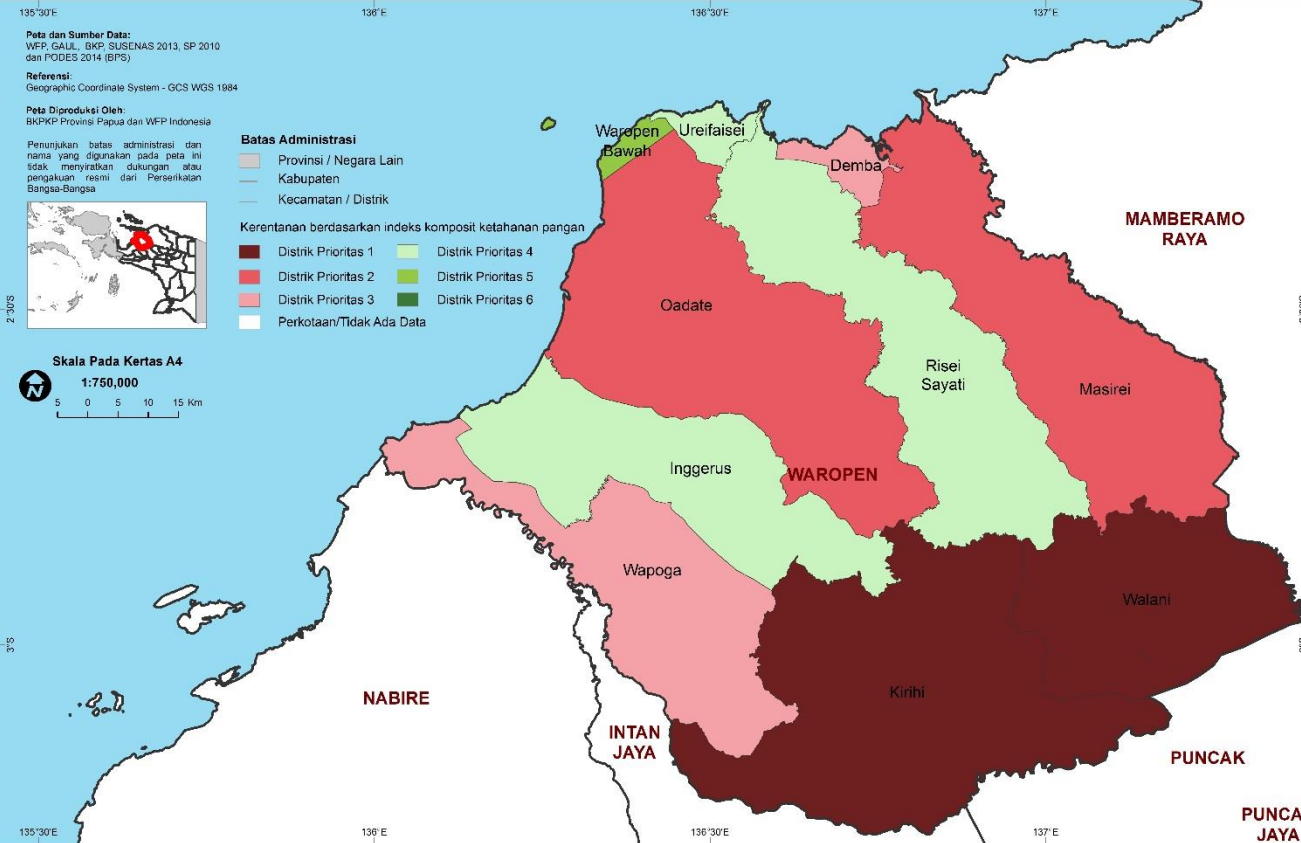 135°30'E
136°E
136°30'E
137°E
Peta dan Sumber Data:
WFP, GAUL, BKP, SUSENAS 2013, SP 2010
dan PODES 2014 (BPS)
Referensi:
Geographic Coordinate System - GCS WGS 1984
Peta Diproduksi Oleh:
BKPKP Provinsi Papua dan WFP Indonesia
Penunjukan batas administrasi dan
nama yang digunakan pada peta ini
tidak menyiratkan dukungan atau
pengakuan resmi dari Perserikatan
Bangsa-Bangsa
Batas Administrasi
Provinsi / Negara Lain
Kabupaten
Kecamatan / Distrik
Kerentanan berdasarkan indeks komposit ketahanan pangan
Distrik Prioritas 1
Distrik Prioritas 4
Distrik Prioritas 2
Distrik Prioritas 5
Distrik Prioritas 3
Distrik Prioritas 6
Perkotaan/Tidak Ada Data
Skala Pada Kertas A4
N
1:750,000
5 0 5 10 15 Km
Waropen
Bawah
Ureifaisei
Demba
MAMBERAMO
RAYA
2°30'S
Oadate
Risei
Sayati
Masirei
Inggerus
WAROPEN
Wapoga
Walani
3°S
NABIRE
Kirihi
INTAN
JAYA
PUNCAK
PUNCA
JAYA
135°30'E
136°E
136°30'E
137°E